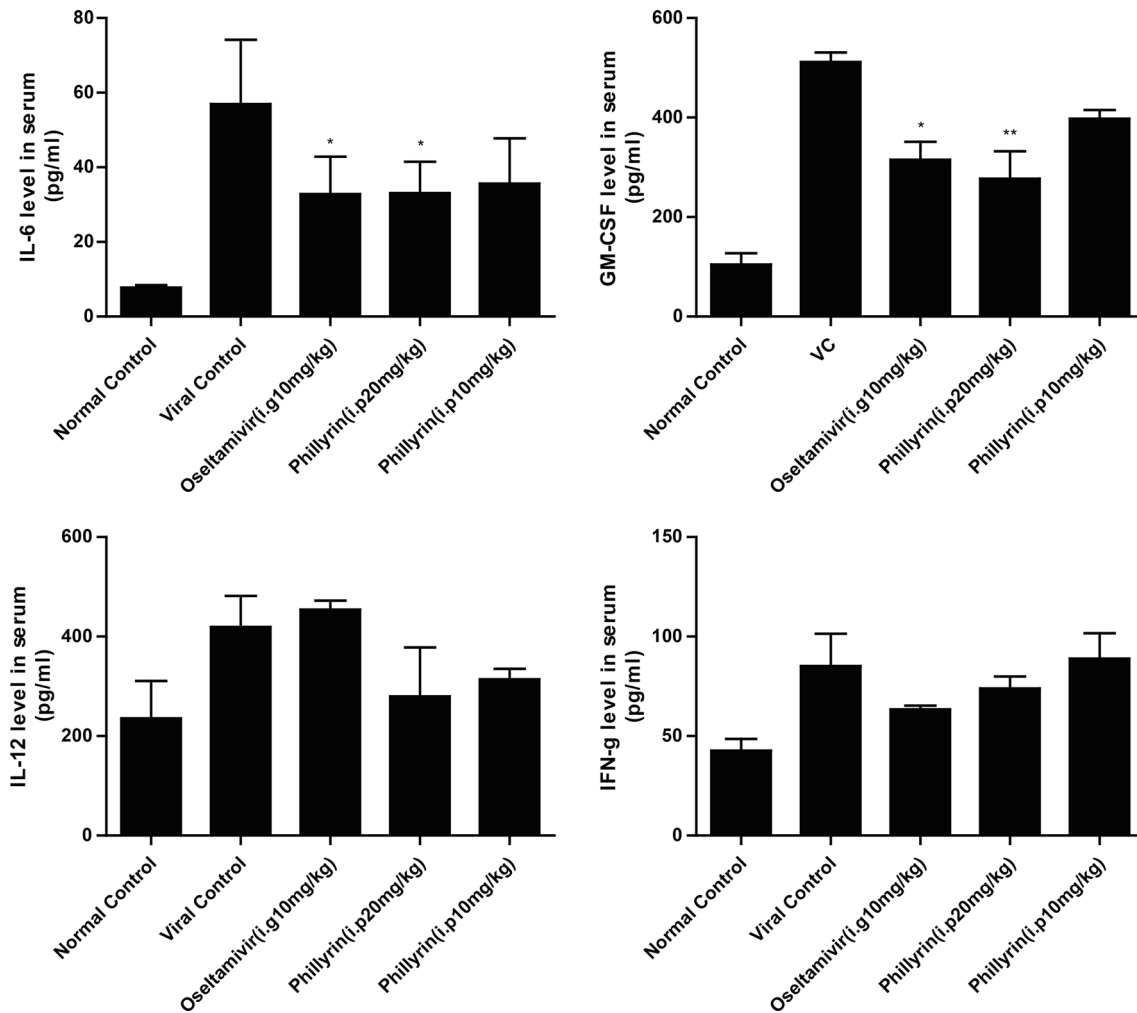 IL-6 level in serum
(pg/ml)
80
60
40
20
0
*
*
Normal Control
Viral Control
Oseltamivir(i.g10mg/kg)
Phillyrin(i.p20mg/kg)
Phillyrin(i.p10mg/kg)
GM-CSF level in serum
(pg/ml)
600
400
200
0
*
**
Normal Control
VC
Oseltamivir(i.g10mg/kg)
Phillyrin(i.p20mg/kg)
Phillyrin(i.p10mg/kg)
IL-12 level in serum
(pg/ml)
600
400
200
0
Normal Control
Viral Control
Oseltamivir(i.g10mg/kg)
Phillyrin(i.p20mg/kg)
Phillyrin(i.p10mg/kg)
IFN-g level in serum
(pg/ml)
150
100
50
0
Normal Control
Viral Control
Oseltamivir(i.g10mg/kg)
Phillyrin(i.p20mg/kg)
Phillyrin(i.p10mg/kg)